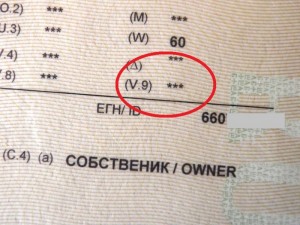 (O.2) *** (M) ***
(U.3) *** (W) 60
(V.4) *** (Δ) ***
(V.8) *** (V.9) ***
ЕГН/ ID 660
(C.4) (a) СОБСТВЕНИК / OWNER